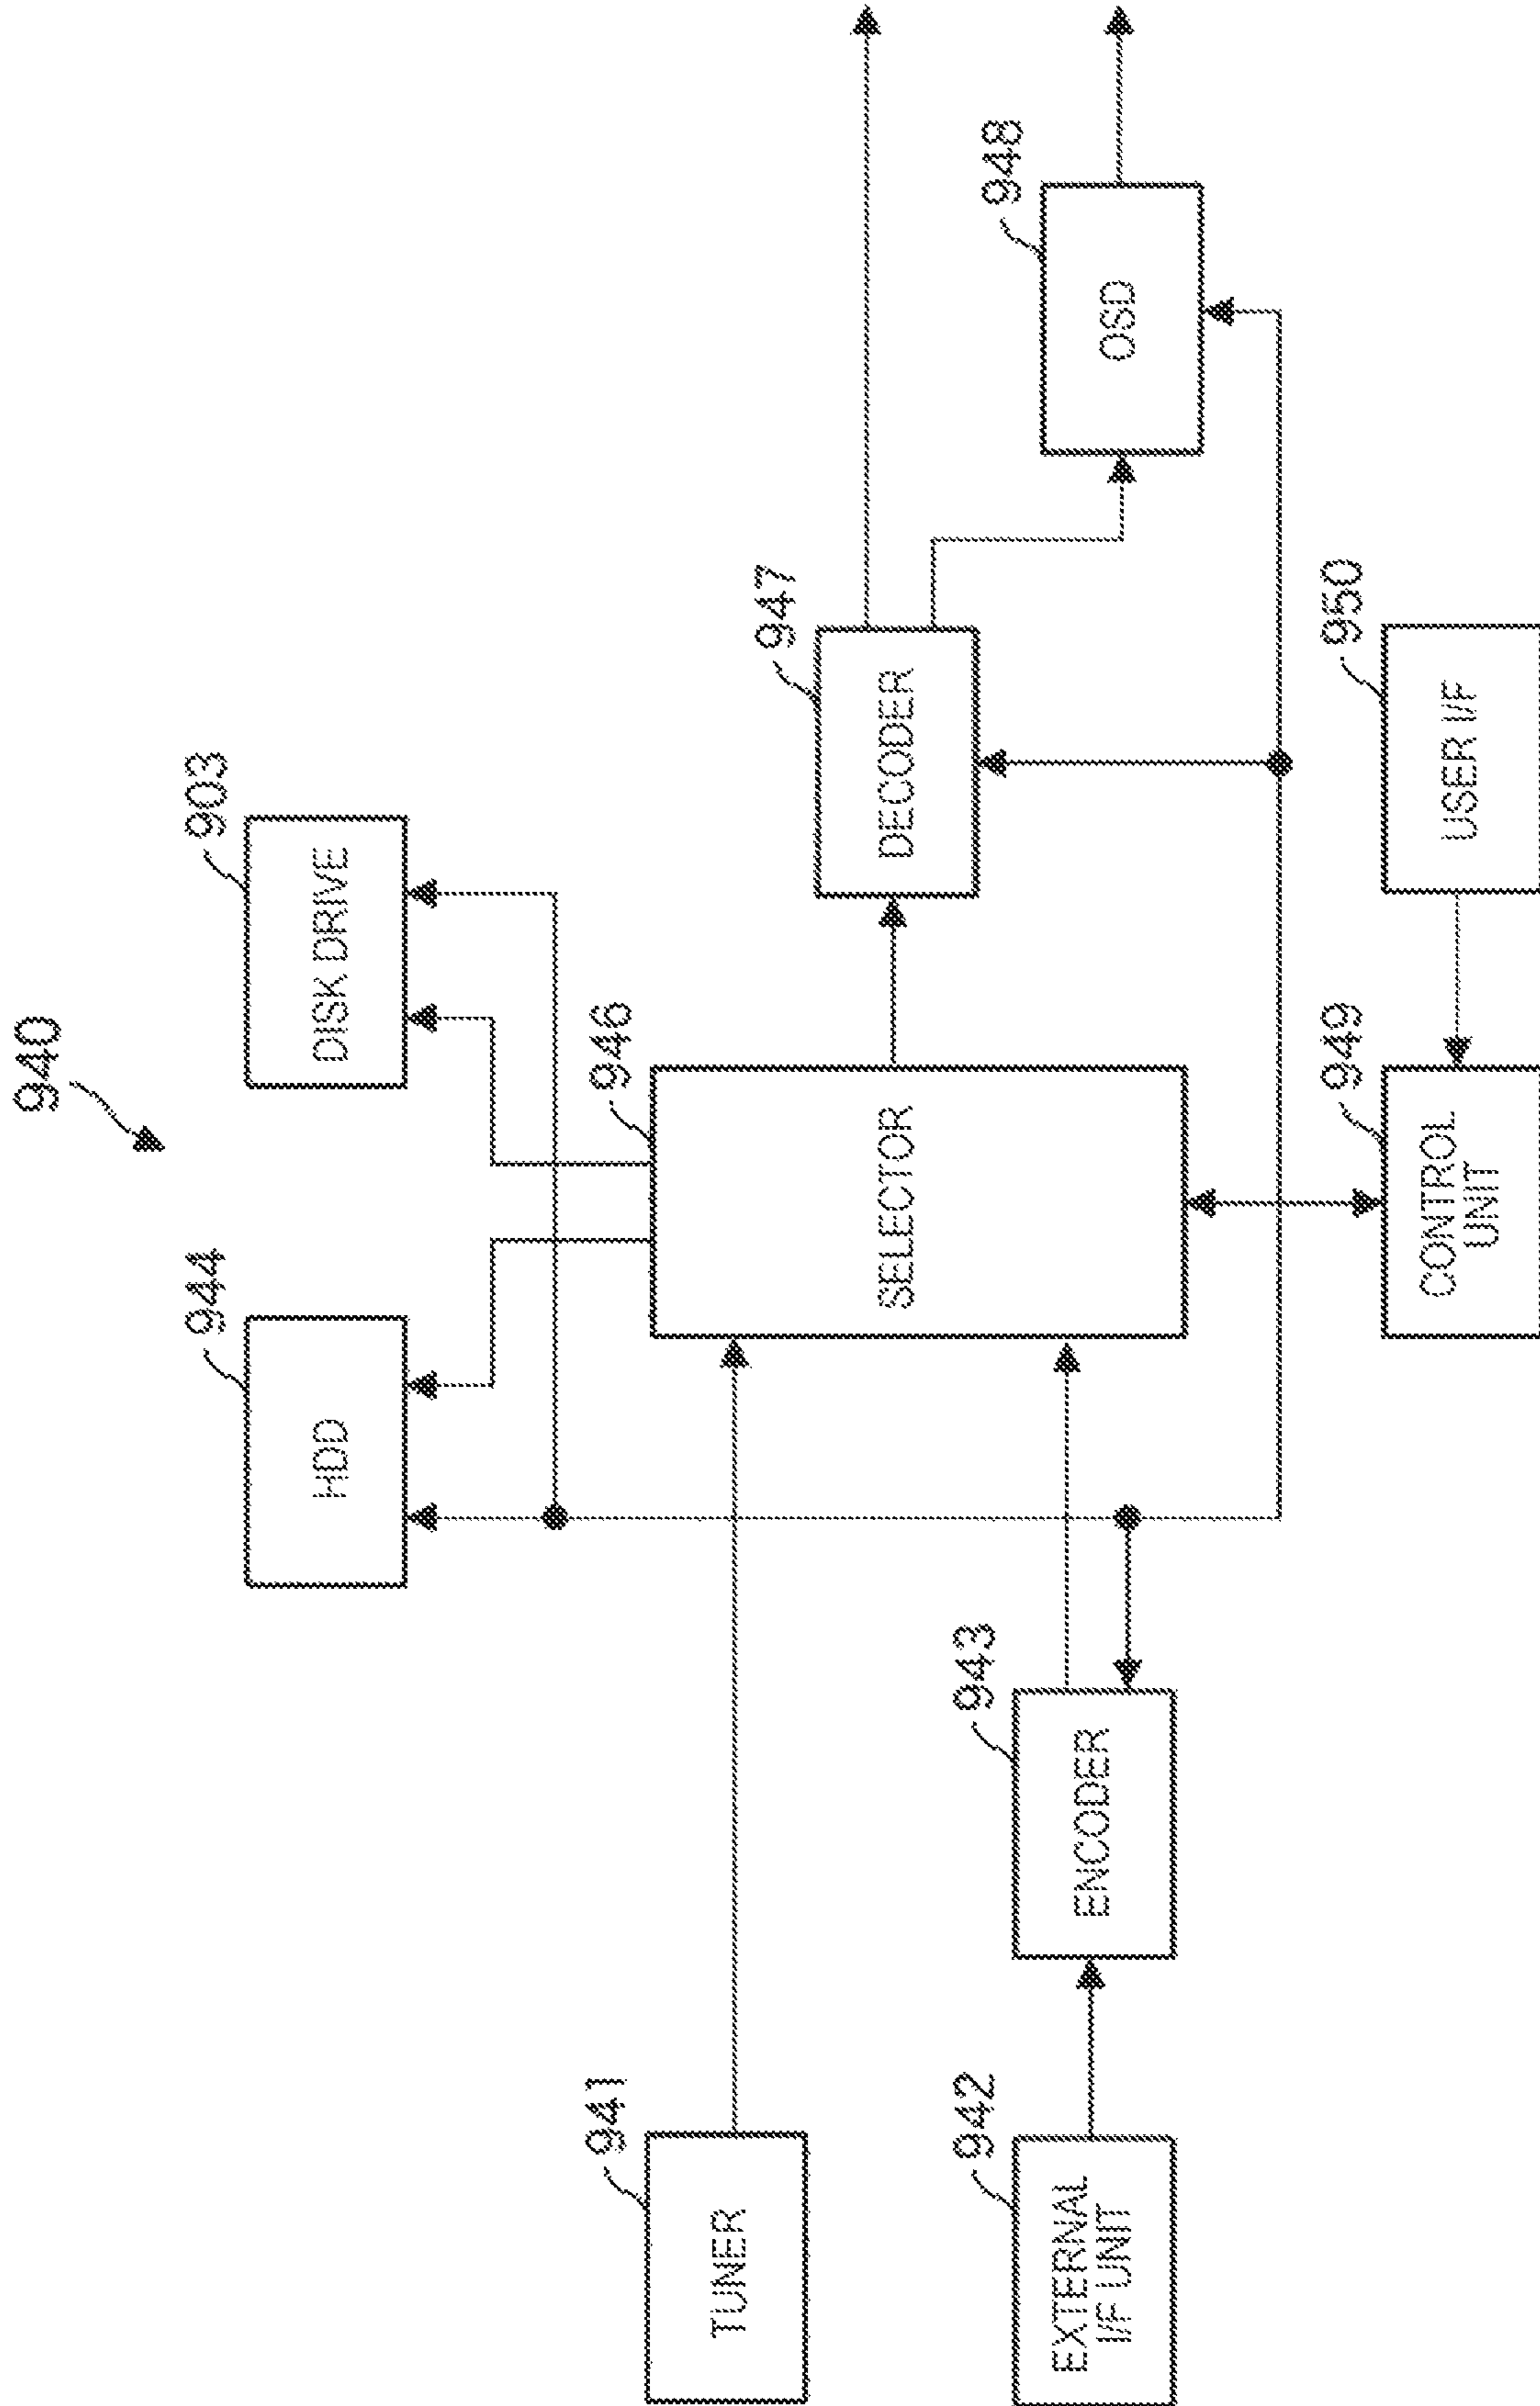 940
944
HDD
903
DISK DRIVE
941
TUNER
946
SELECTOR
947
DECODER
942
EXTERNAL
I/F UNIT
943
ENCODER
948
OSD
949
CONTROL
UNIT
950
USER I/F